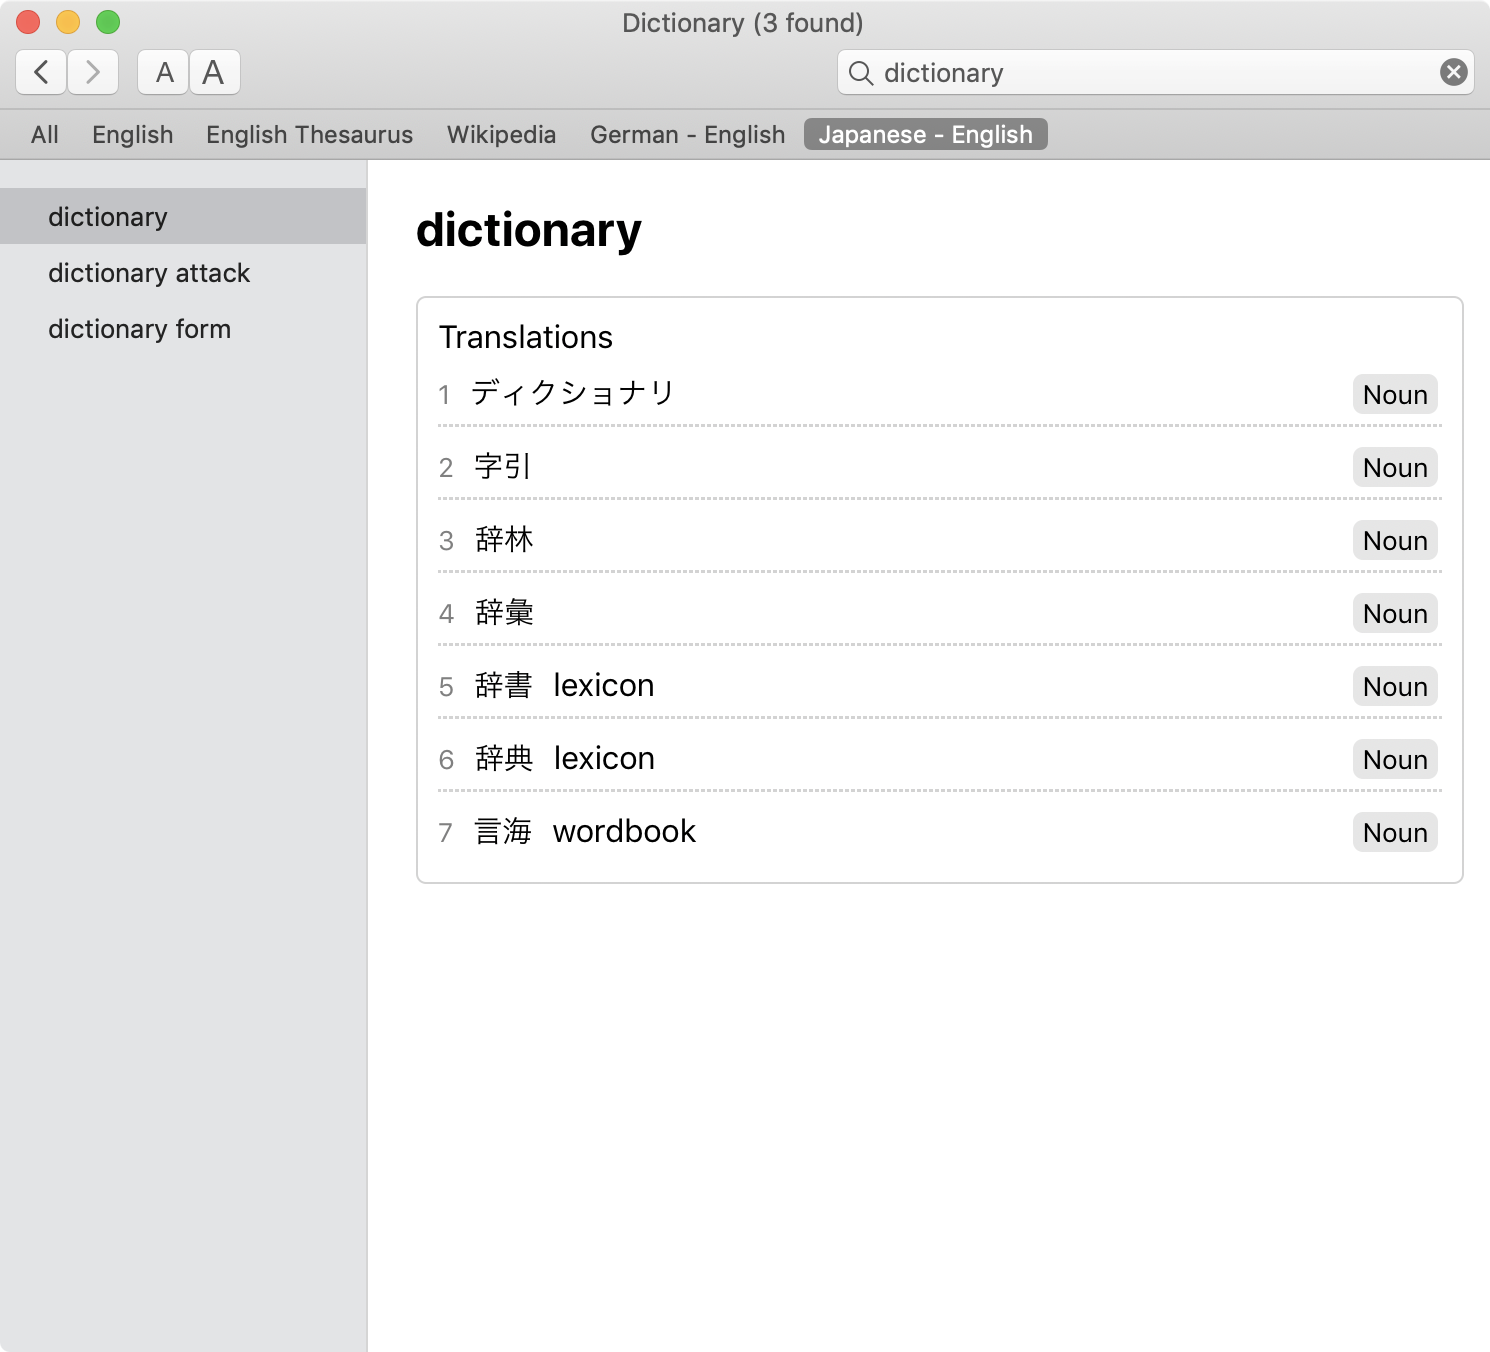 Dictionary (3 found)
A A
dictionary
All English English Thesaurus Wikipedia German - English Japanese - English
dictionary
dictionary attack
dictionary form
dictionary
Translations
1 ディクショナリ Noun
2 字引 Noun
3 辞林 Noun
4 辞彙 Noun
5 辞書 lexicon Noun
6 辞典 lexicon Noun
7 言海 wordbook Noun